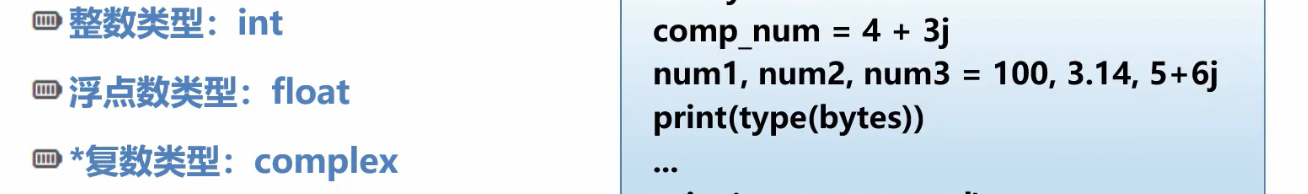 整数类型：int
浮点数类型：float
*复数类型：complex
comp_num = 4 + 3j
num1, num2, num3 = 100, 3.14, 5+6j
print(type(bytes))
...